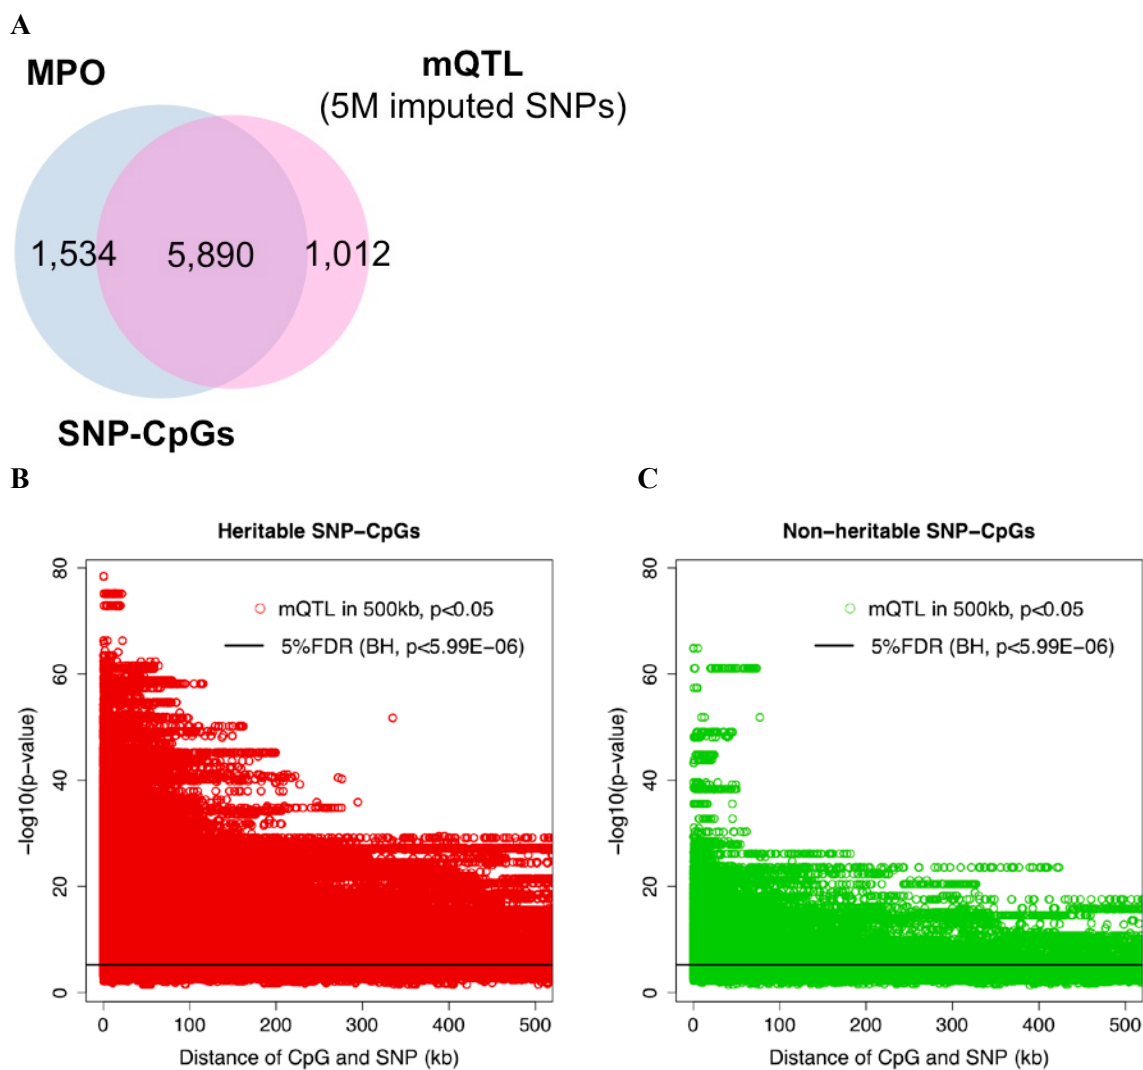 A
MPO
mQTL
(5M imputed SNPs)
1,534
5,890
1,012
SNP-CpGs
B
Heritable SNP−CpGs
mQTL in 500kb, p<0.05
5%FDR (BH, p<5.99E−06)
−log10(p−value)
0
20
40
60
80
0
100
200
300
400
500
Distance of CpG and SNP (kb)
C
Non−heritable SNP−CpGs
mQTL in 500kb, p<0.05
5%FDR (BH, p<5.99E−06)
−log10(p−value)
0
20
40
60
80
0
100
200
300
400
500
Distance of CpG and SNP (kb)